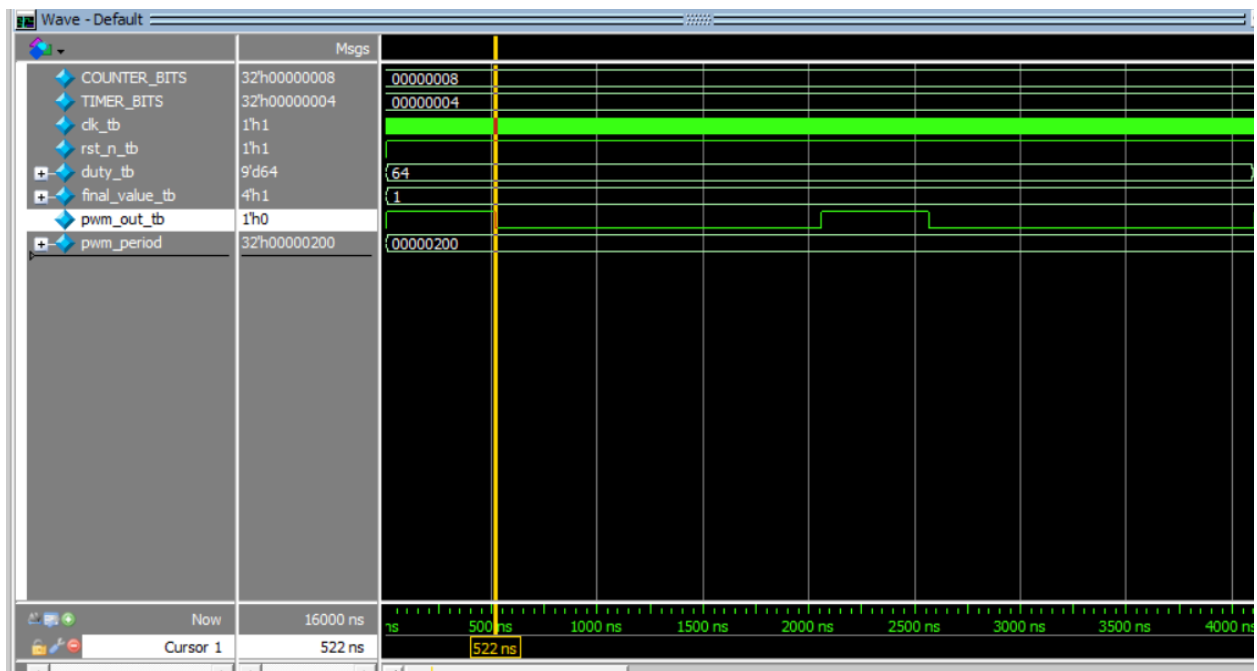 Wave - Default
Msgs
COUNTER_BITS 32'h00000008 00000008
TIMER_BITS 32'h00000004 00000004
clk_tb 1'h1
rst_n_tb 1'h1
duty_tb 9'd64 64
final_value_tb 4'h1 1
pwm_out_tb 1'h0
pwm_period 32'h00000200 00000200
Now 16000 ns ns 500 ns 1000 ns 1500 ns 2000 ns 2500 ns 3000 ns 3500 ns 4000 ns
Cursor 1 522 ns 522 ns